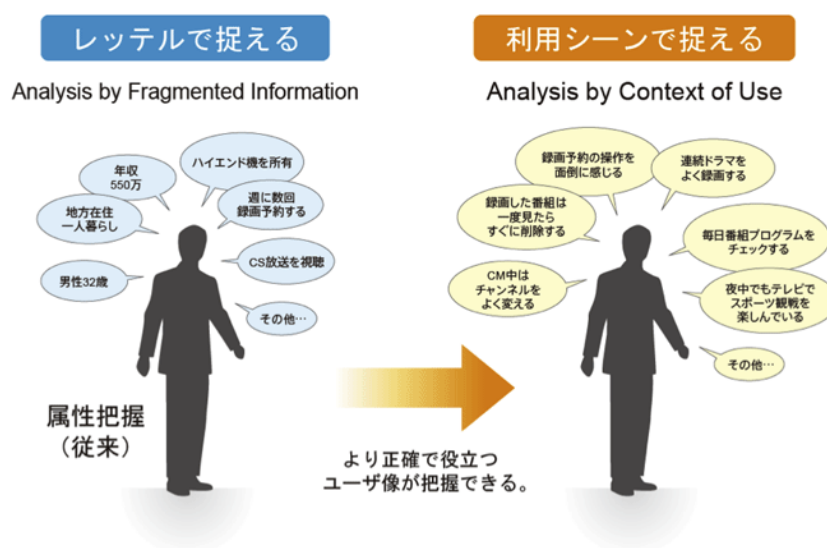 レッテルで捉える
Analysis by Fragmented Information
ハイエンド機を所有
年収
550万
週に数回
録画予約する
地方在住
一人暮らし
CS放送を視聴
男性32歳
その他…
属性把握
（従来）
より正確で役立つ
ユーザ像が把握できる。
利用シーンで捉える
Analysis by Context of Use
録画予約の操作を
面倒に感じる
連続ドラマを
よく録画する
録画した番組は
一度見たら
すぐに削除する
毎日番組プログラムを
チェックする
CM中は
チャンネルを
よく変える
夜中でもテレビで
スポーツ観戦を
楽しんでいる
その他…